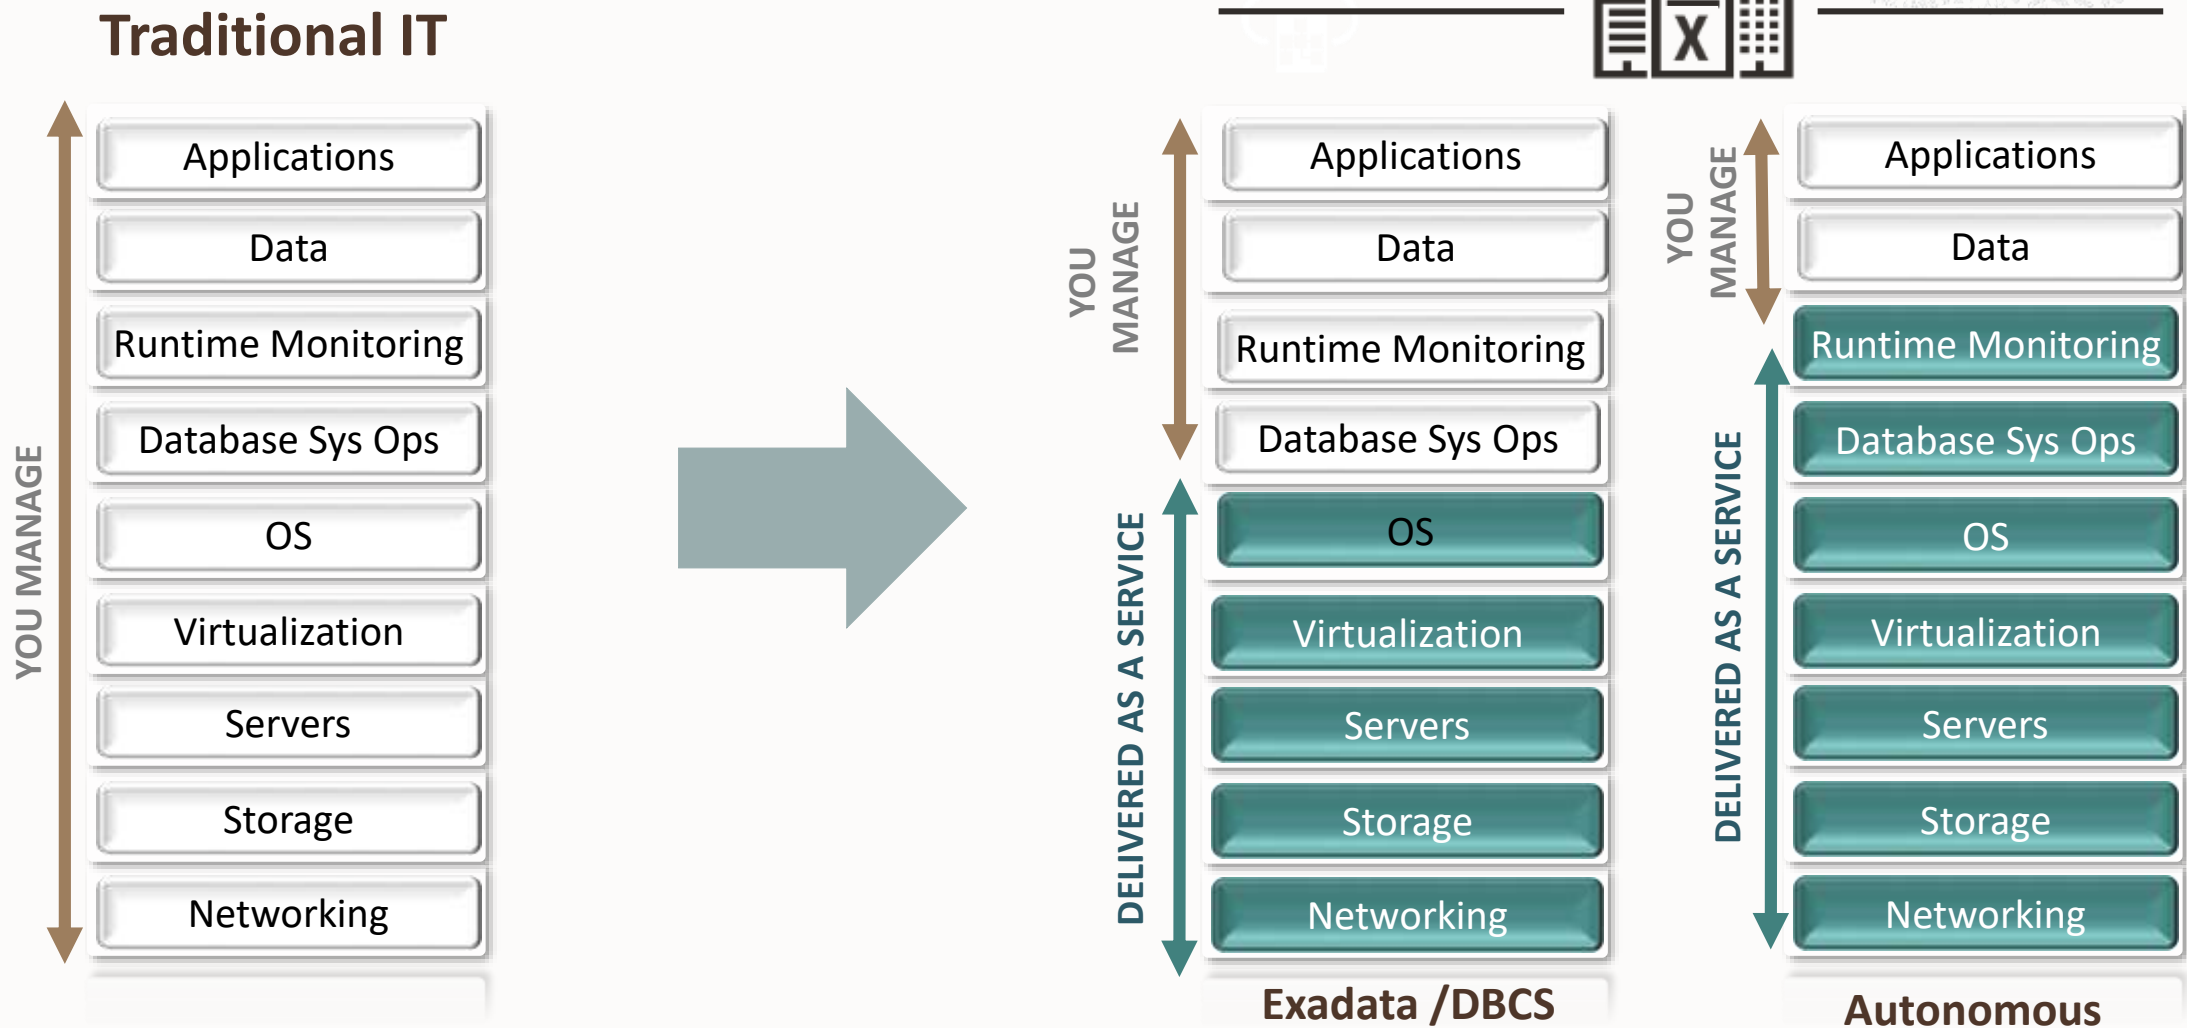 Traditional IT
X
YOU MANAGE
Applications
Data
Runtime Monitoring
Database Sys Ops
OS
Virtualization
Servers
Storage
Networking
YOU
MANAGE
DELIVERED AS A SERVICE
Applications
Data
Runtime Monitoring
Database Sys Ops
OS
Virtualization
Servers
Storage
Networking
Exadata /DBCS
YOU
MANAGE
DELIVERED AS A SERVICE
Applications
Data
Runtime Monitoring
Database Sys Ops
OS
Virtualization
Servers
Storage
Networking
Autonomous